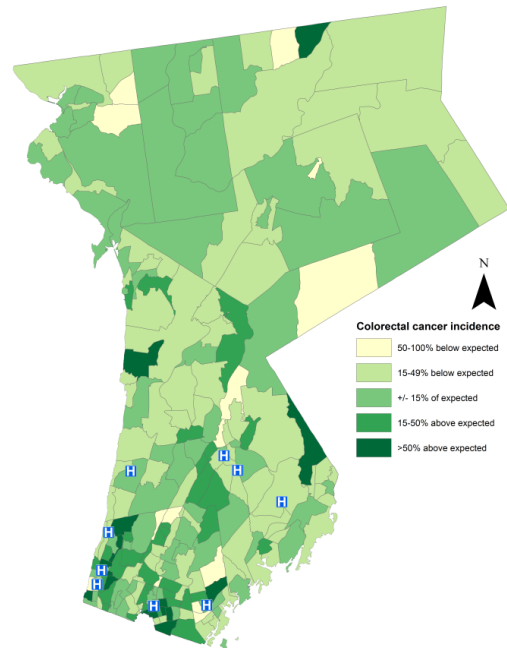 N
Colorectal cancer incidence
50-100% below expected
15-49% below expected
+/- 15% of expected
15-50% above expected
>50% above expected
H
H
H
H
H
H
H
H
H